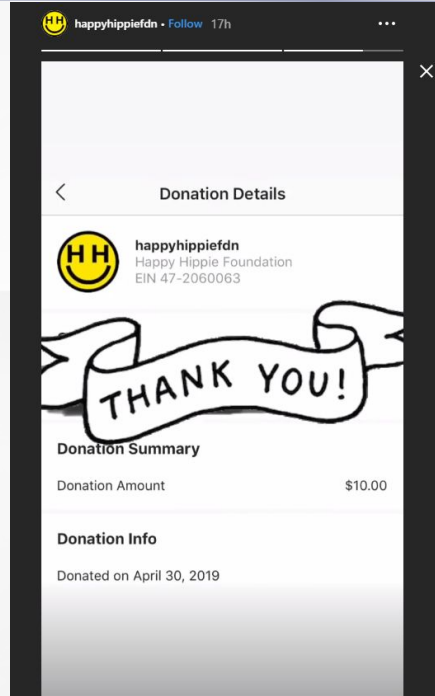 happyhippiefdn • Follow 17h
Donation Details
HH
happyhippiefdn
Happy Hippie Foundation
EIN 47-2060063
THANK YOU!
Donation Summary
Donation Amount $10.00
Donation Info
Donated on April 30, 2019